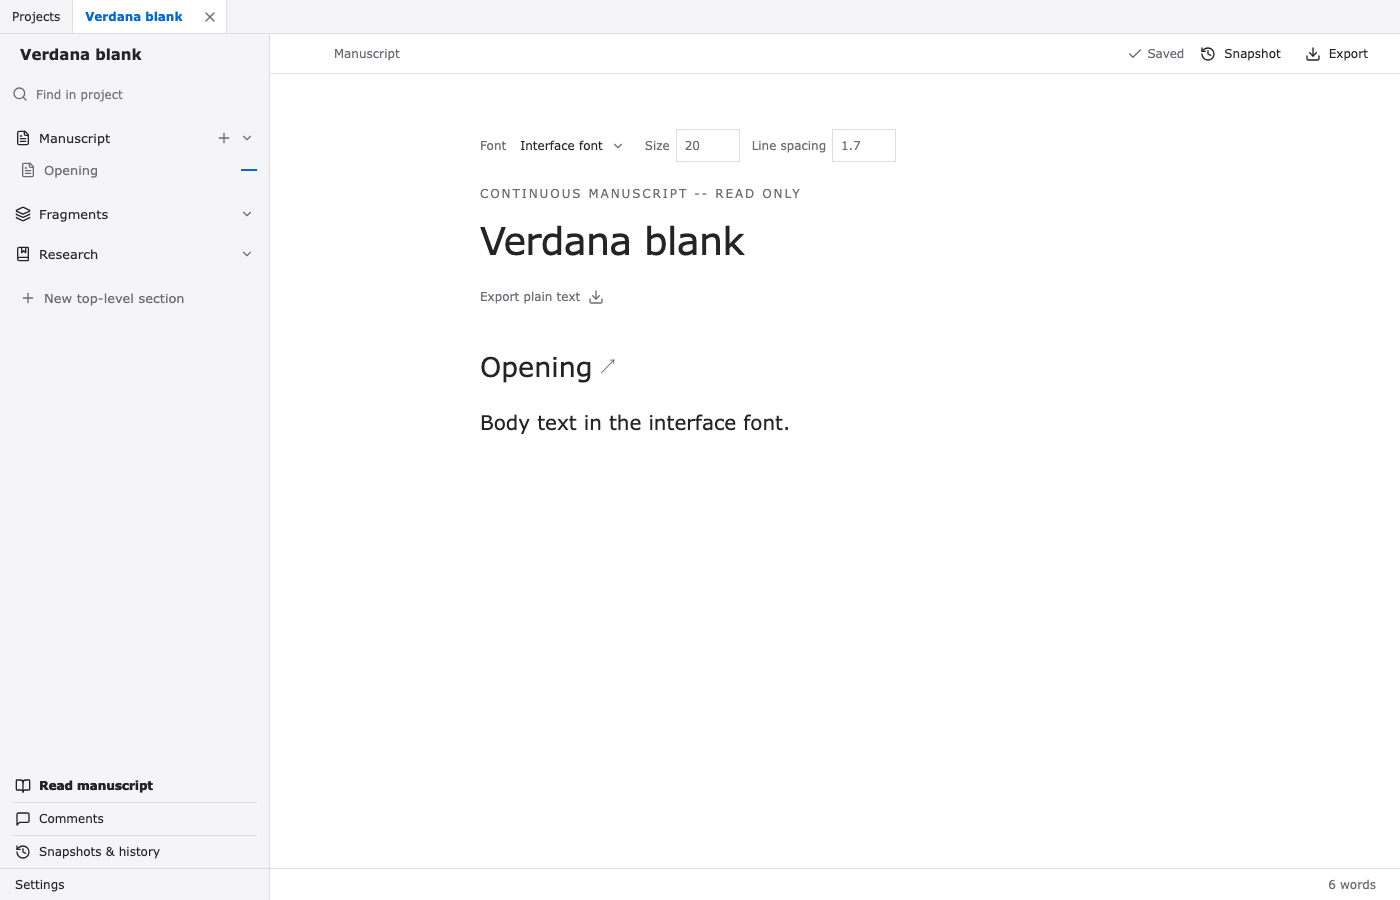 Projects
Verdana blank
Verdana blank
Find in project
Manuscript
Opening
Fragments
Research
New top-level section
Read manuscript
Comments
Snapshots & history
Settings
Manuscript
Saved
Snapshot
Export
Font Interface font Size 20 Line spacing 1.7
CONTINUOUS MANUSCRIPT -- READ ONLY
Verdana blank
Export plain text
Opening
Body text in the interface font.
6 words